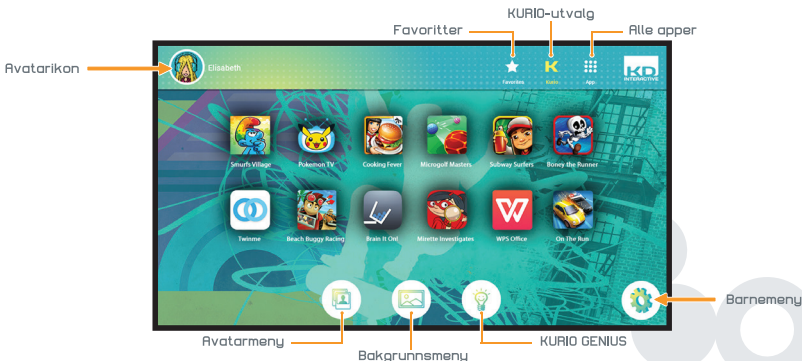 KURIO-utvalg
Favoritter
Alle apper
Avatarikon
Elisabeth
Favorites
K
Kurio
App
KD
INTERACTIVE
Smurfs Village
Pokemon TV
Cooking Fever
Microgolf Masters
Subway Surfers
Boney the Runner
Twinme
Beach Buggy Racing
Brain It On!
Mirette Investigates
WPS Office
On The Run
Barnemeny
Avatarmeny
KURIO GENIUS
Bakgrunnsmeny